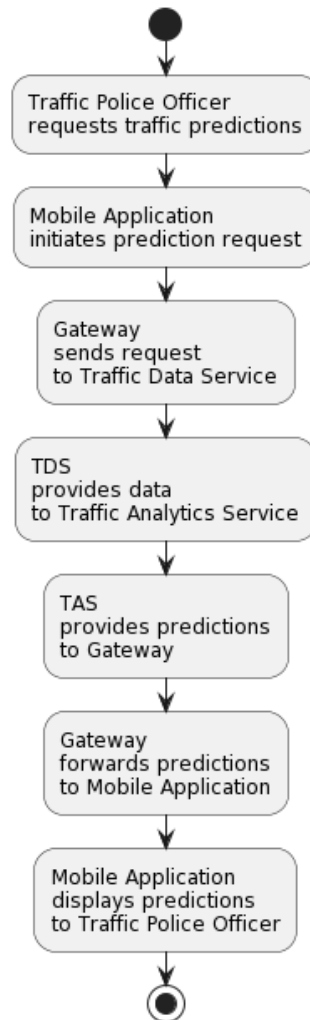 Traffic Police Officer
requests traffic predictions
Mobile Application
initiates prediction request
Gateway
sends request
to Traffic Data Service
TDS
provides data
to Traffic Analytics Service
TAS
provides predictions
to Gateway
Gateway
forwards predictions
to Mobile Application
Mobile Application
displays predictions
to Traffic Police Officer